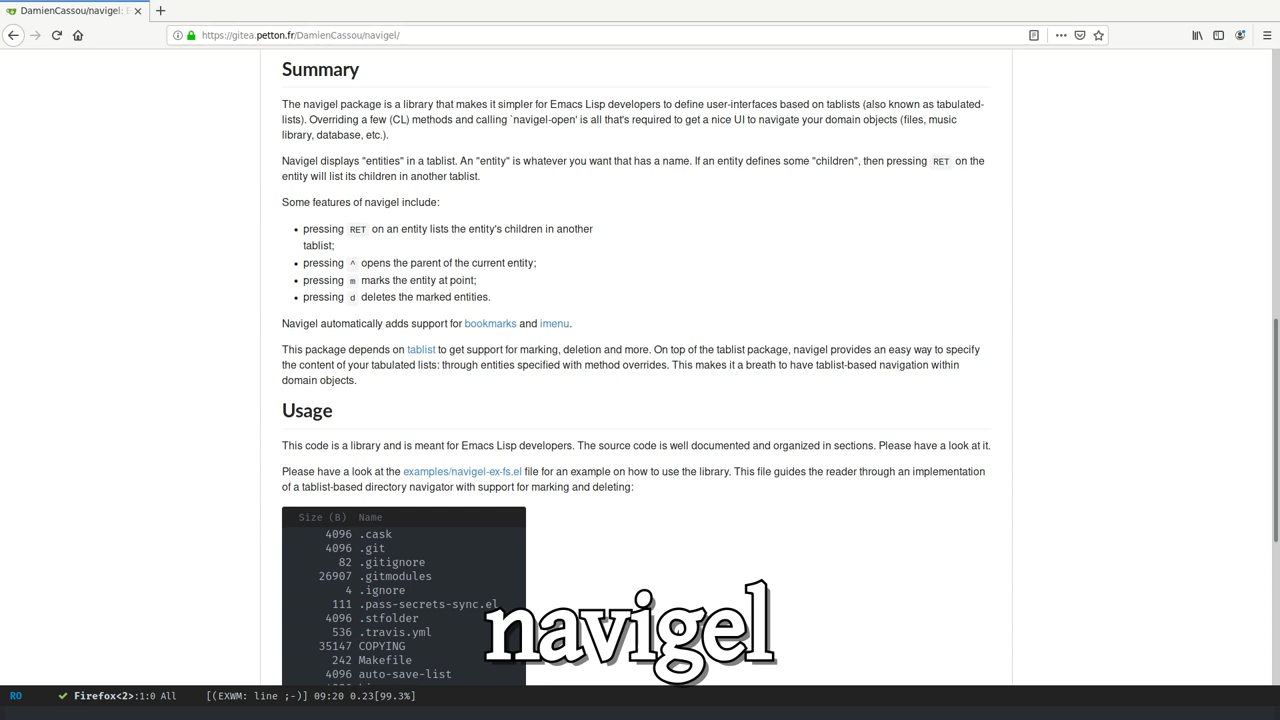 DamienCassou/navigel: E
https://gitea.petton.fr/DamienCassou/navigel/
Summary
The navigel package is a library that makes it simpler for Emacs Lisp developers to define user-interfaces based on tablists (also known as tabulated-
lists). Overriding a few (CL) methods and calling `navigel-open' is all that's required to get a nice UI to navigate your domain objects (files, music
library, database, etc.).
Navigel displays "entities" in a tablist. An "entity" is whatever you want that has a name. If an entity defines some "children", then pressing RET on the
entity will list its children in another tablist.
Some features of navigel include:
• pressing RET on an entity lists the entity's children in another
tablist;
• pressing ^ opens the parent of the current entity;
• pressing m marks the entity at point;
• pressing d deletes the marked entities.
Navigel automatically adds support for bookmarks and imenu.
This package depends on tablist to get support for marking, deletion and more. On top of the tablist package, navigel provides an easy way to specify
the content of your tabulated lists: through entities specified with method overrides. This makes it a breath to have tablist-based navigation within
domain objects.
Usage
This code is a library and is meant for Emacs Lisp developers. The source code is well documented and organized in sections. Please have a look at it.
Please have a look at the examples/navigel-ex-fs.el file for an example on how to use the library. This file guides the reader through an implementation
of a tablist-based directory navigator with support for marking and deleting:
Size (B) Name
4096 .cask
4096 .git
82 .gitignore
26907 .gitmodules
4 .ignore
111 .pass-secrets-sync.el
4096 .stfolder
536 .travis.yml
35147 COPYING
242 Makefile
4096 auto-save-list
navigel
RO ✓ Firefox<2>:1:0 All [(EXWM: line ;-)] 09:20 0.23[99.3%]